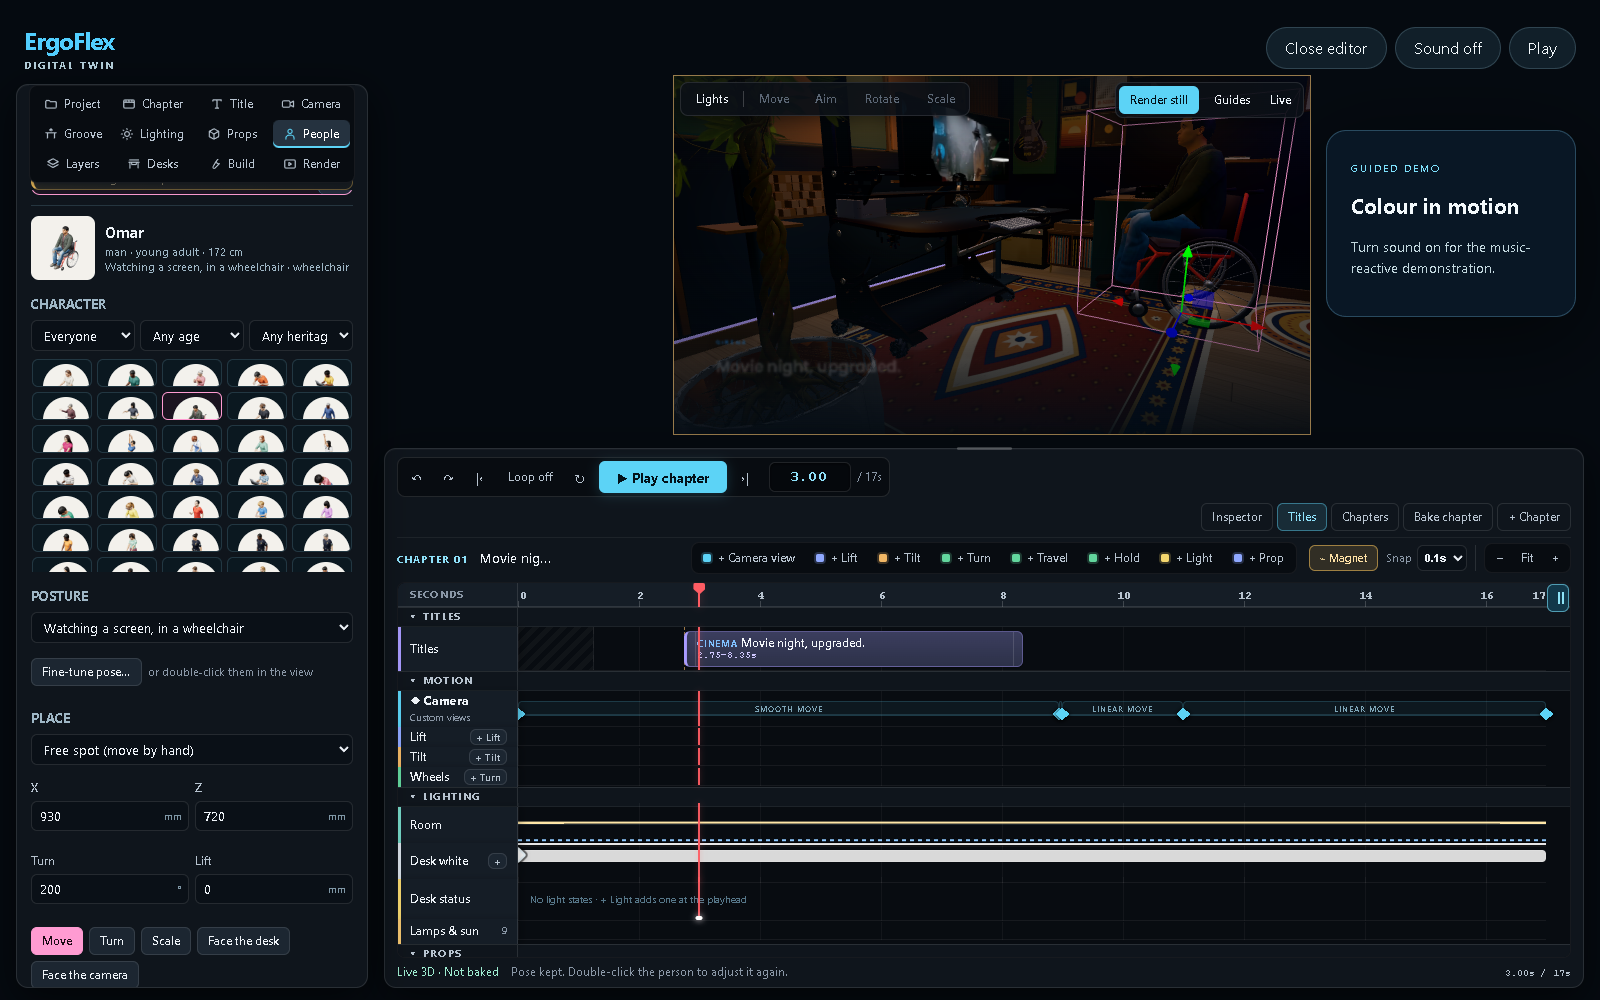 ErgoFlex
DIGITAL TWIN
Close editor
Sound off
Play
Project
Chapter
Title
Camera
Groove
Lighting
Props
People
Layers
Desks
Build
Render
Lights
Move
Aim
Rotate
Scale
Render still
Guides
Live
Movie night, upgraded.
GUIDED DEMO
Colour in motion
Turn sound on for the music-
reactive demonstration.
Omar
man · young adult · 172 cm
Watching a screen, in a wheelchair · wheelchair
CHARACTER
Everyone
Any age
Any heritag
POSTURE
Watching a screen, in a wheelchair
Fine-tune pose...
or double-click them in the view
PLACE
Free spot (move by hand)
X
Z
930 mm
720 mm
Turn
Lift
200 °
0 mm
Move
Turn
Scale
Face the desk
Face the camera
Loop off
Play chapter
3.00
/ 17s
Inspector
Titles
Chapters
Bake chapter
+ Chapter
CHAPTER 01
Movie nig...
+ Camera view
+ Lift
+ Tilt
+ Turn
+ Travel
+ Hold
+ Light
+ Prop
~ Magnet
Snap
0.1s
−
Fit
+
SECONDS
0 2 4 6 8 10 12 14 16 17
TITLES
Titles
CINEMA Movie night, upgraded.
2.75–8.35s
MOTION
Camera
Custom views
SMOOTH MOVE
LINEAR MOVE
LINEAR MOVE
Lift
+ Lift
Tilt
+ Tilt
Wheels
+ Turn
LIGHTING
Room
Desk white
+
Desk status
No light states · + Light adds one at the playhead
Lamps & sun 9
PROPS
Live 3D · Not baked
Pose kept. Double-click the person to adjust it again.
3.00s / 17s